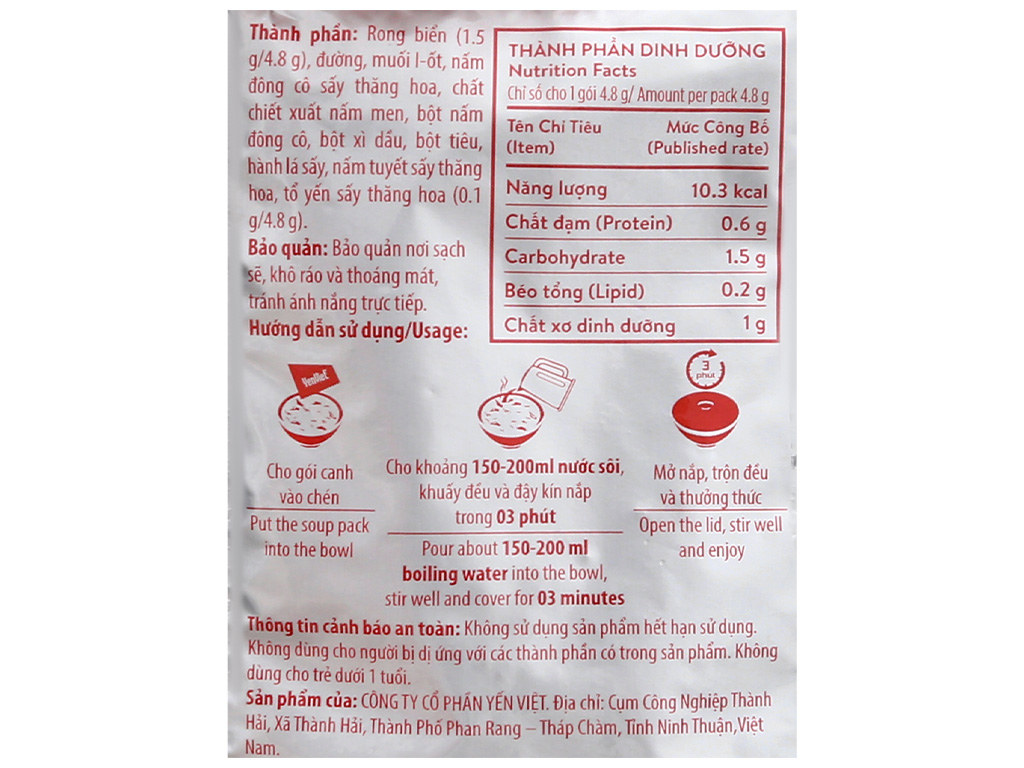 Thành phần: Rong biển (1.5
g/4.8 g), đường, muối I-ốt, nấm
đông cô sấy thăng hoa, chất
chiết xuất nấm men, bột nấm
đông cô, bột xì dầu, bột tiêu,
hành lá sấy, nấm tuyết sấy thăng
hoa, tổ yến sấy thăng hoa (0.1
g/4.8 g).
Bảo quản: Bảo quản nơi sạch
sẽ, khô ráo và thoáng mát,
tránh ánh nắng trực tiếp.
Hướng dẫn sử dụng/Usage:
THÀNH PHẦN DINH DƯỠNG
Nutrition Facts
Chỉ số cho 1 gói 4.8 g/ Amount per pack 4.8 g
Tên Chỉ Tiêu Mức Công Bố
(Item) (Published rate)
Năng lượng 10.3 kcal
Chất đạm (Protein) 0.6 g
Carbohydrate 1.5 g
Béo tổng (Lipid) 0.2 g
Chất xơ dinh dưỡng 1 g
YenViet
3
phút
Cho gói canh
vào chén
Put the soup pack
into the bowl
Cho khoảng 150-200ml nước sôi,
khuấy đều và đậy kín nắp
trong 03 phút
Pour about 150-200 ml
boiling water into the bowl,
stir well and cover for 03 minutes
Mở nắp, trộn đều
và thưởng thức
Open the lid, stir well
and enjoy
Thông tin cảnh báo an toàn: Không sử dụng sản phẩm hết hạn sử dụng.
Không dùng cho người bị dị ứng với các thành phần có trong sản phẩm. Không
dùng cho trẻ dưới 1 tuổi.
Sản phẩm của: CÔNG TY CỔ PHẦN YẾN VIỆT. Địa chỉ: Cụm Công Nghiệp Thành
Hải, Xã Thành Hải, Thành Phố Phan Rang – Tháp Chàm, Tỉnh Ninh Thuận, Việt
Nam.